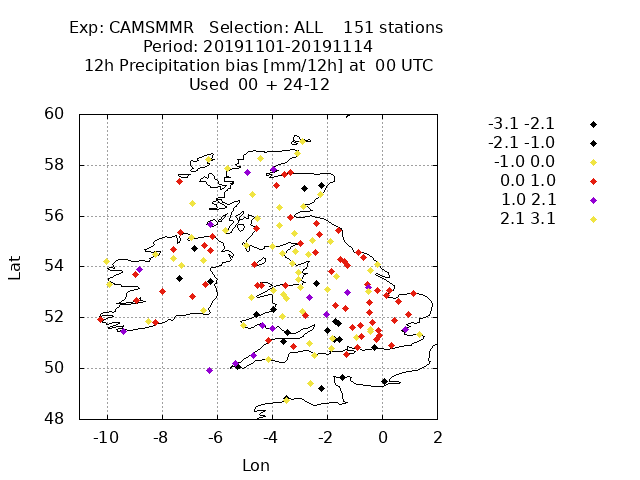 Exp: CAMSMMR Selection: ALL 151 stations
Period: 20191101-20191114
12h Precipitation bias [mm/12h] at 00 UTC
Used 00 + 24-12
-3.1 -2.1
-2.1 -1.0
-1.0 0.0
0.0 1.0
1.0 2.1
2.1 3.1
60
58
56
54
52
50
48
Lat
-10 -8 -6 -4 -2 0 2
Lon